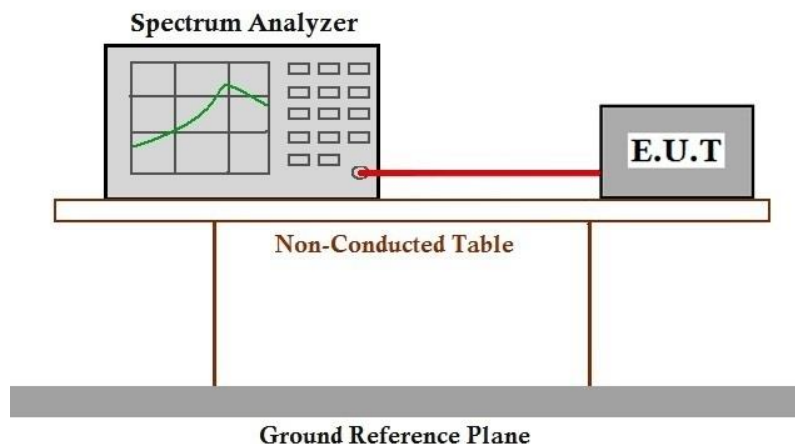 Spectrum Analyzer
E.U.T
Non-Conducted Table
Ground Reference Plane